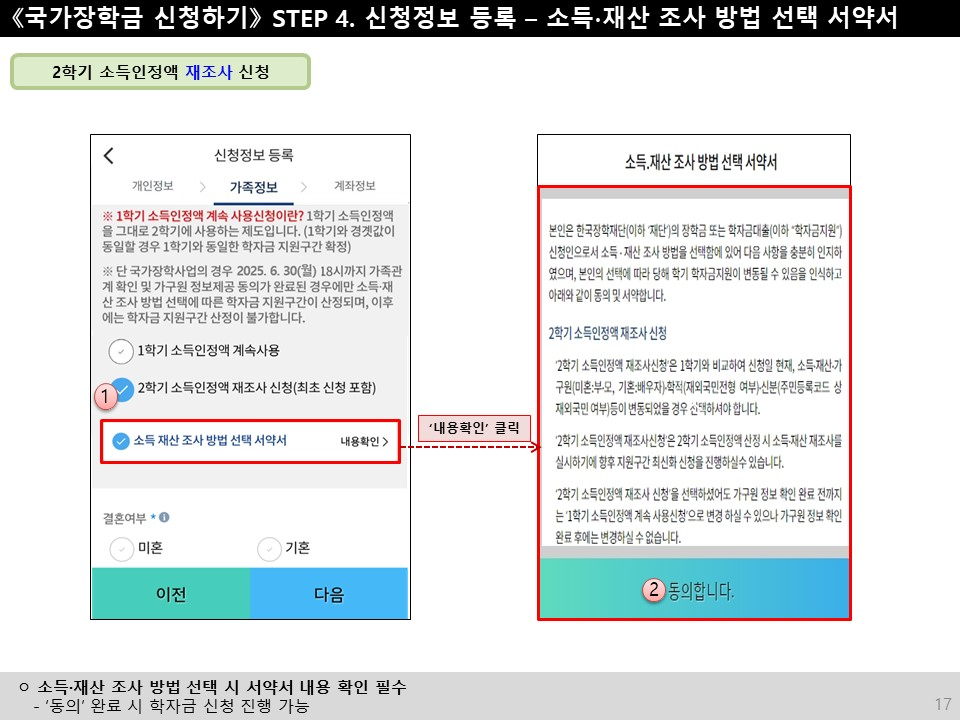 《국가장학금 신청하기》 STEP 4. 신청정보 등록 – 소득·재산 조사 방법 선택 서약서
2학기 소득인정액 재조사 신청
신청정보 등록
개인정보 > 가족정보 > 계좌정보
※ 1학기 소득인정액 계속 사용신청이란? 1학기 소득인정액
을 그대로 2학기에 사용하는 제도입니다. (1학기와 경곗값이
동일할 경우 1학기와 동일한 학자금 지원구간 확정)
※ 단 국가장학사업의 경우 2025. 6. 30(월) 18시까지 가족관
계 확인 및 가구원 정보제공 동의가 완료된 경우에만 소득·재
산 조사 방법 선택에 따른 학자금 지원구간이 산정되며, 이후
에는 학자금 지원구간 산정이 불가합니다.
1학기 소득인정액 계속사용
1
2학기 소득인정액 재조사 신청(최초 신청 포함)
소득 재산 조사 방법 선택 서약서 내용확인 >
결혼여부 *
미혼 기혼
이전 다음
'내용확인' 클릭
소득.재산 조사 방법 선택 서약서
본인은 한국장학재단(이하 '재단')의 장학금 또는 학자금대출(이하 "학자금지원")
신청인으로서 소득·재산 조사 방법을 선택함에 있어 다음 사항을 충분히 인지하
였으며, 본인의 선택에 따라 당해 학기 학자금지원이 변동될 수 있음을 인식하고
아래와 같이 동의 및 서약합니다.
2학기 소득인정액 재조사 신청
'2학기 소득인정액 재조사신청'은 1학기와 비교하여 신청일 현재, 소득·재산·가
구원(미혼:부·모, 기혼:배우자)·학적(재외국민전형 여부)·신분(주민등록코드 상
재외국민 여부)등이 변동되었을 경우 선택하셔야 합니다.
'2학기 소득인정액 재조사신청'은 2학기 소득인정액 산정 시 소득·재산 재조사를
실시하기에 향후 지원구간 최신화 신청을 진행하실수 있습니다.
'2학기 소득인정액 재조사 신청'을 선택하셨어도 가구원 정보 확인 완료 전까지
는 '1학기 소득인정액 계속 사용신청'으로 변경 하실 수 있으나 가구원 정보 확인
완료 후에는 변경하실 수 없습니다.
2 동의합니다.
○ 소득·재산 조사 방법 선택 시 서약서 내용 확인 필수
- '동의' 완료 시 학자금 신청 진행 가능
17